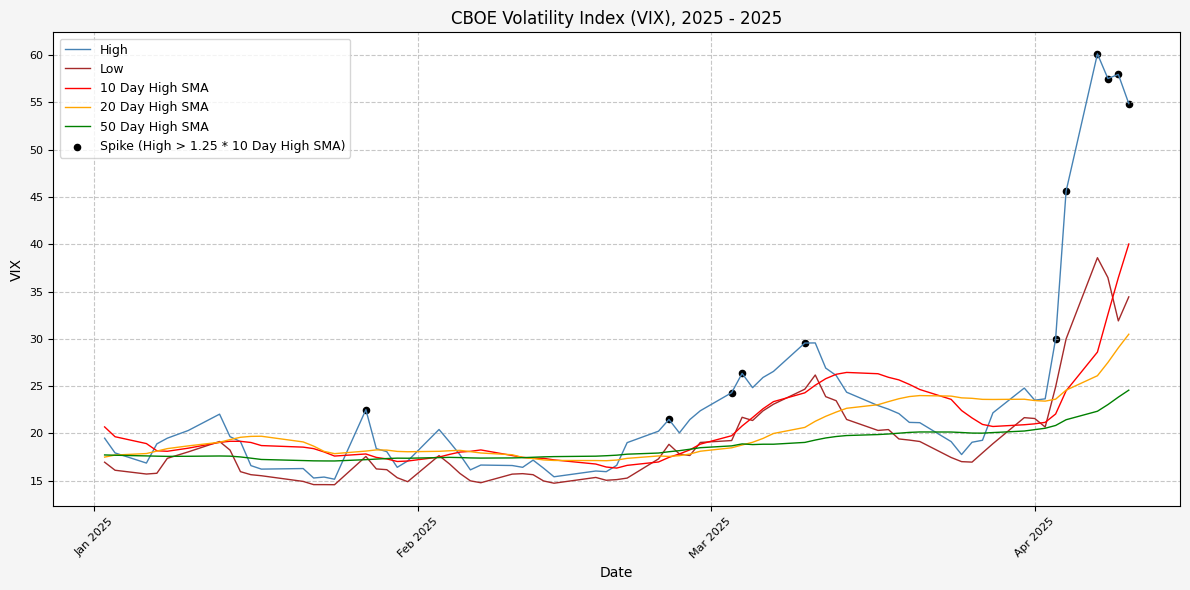 CBOE Volatility Index (VIX), 2025 - 2025
High
Low
10 Day High SMA
20 Day High SMA
50 Day High SMA
Spike (High > 1.25 * 10 Day High SMA)
VIX
60
55
50
45
40
35
30
25
20
15
Jan 2025
Feb 2025
Mar 2025
Apr 2025
Date